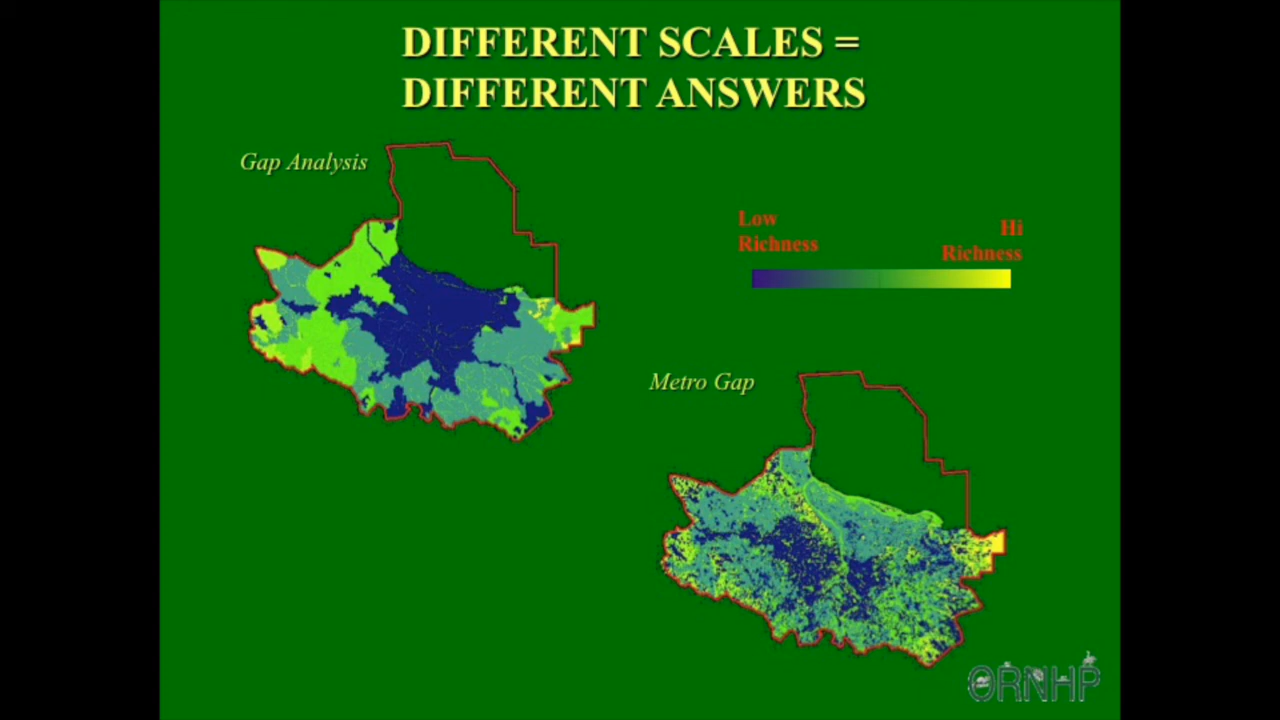 DIFFERENT SCALES =
DIFFERENT ANSWERS
Gap Analysis
Low
Richness
Hi
Richness
Metro Gap
ORNHP